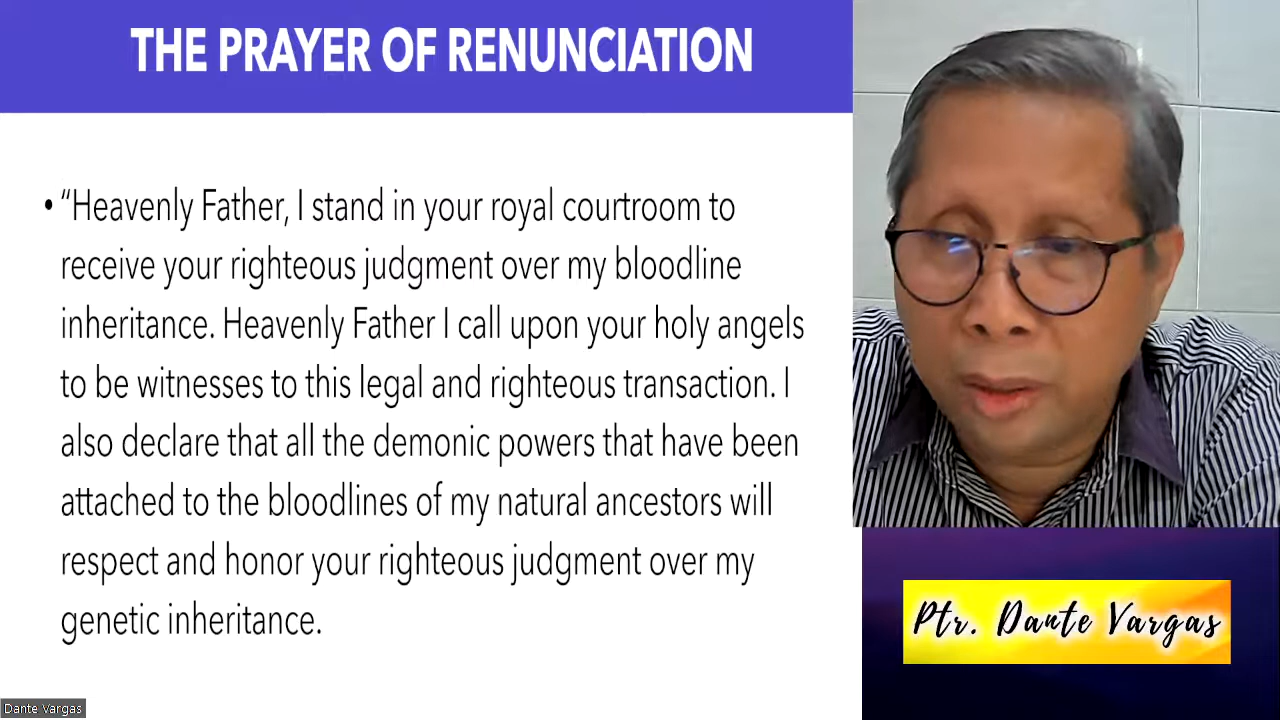 THE PRAYER OF RENUNCIATION
• “Heavenly Father, I stand in your royal courtroom to
receive your righteous judgment over my bloodline
inheritance. Heavenly Father I call upon your holy angels
to be witnesses to this legal and righteous transaction. I
also declare that all the demonic powers that have been
attached to the bloodlines of my natural ancestors will
respect and honor your righteous judgment over my
genetic inheritance.
Ptr. Dante Vargas
Dante Vargas